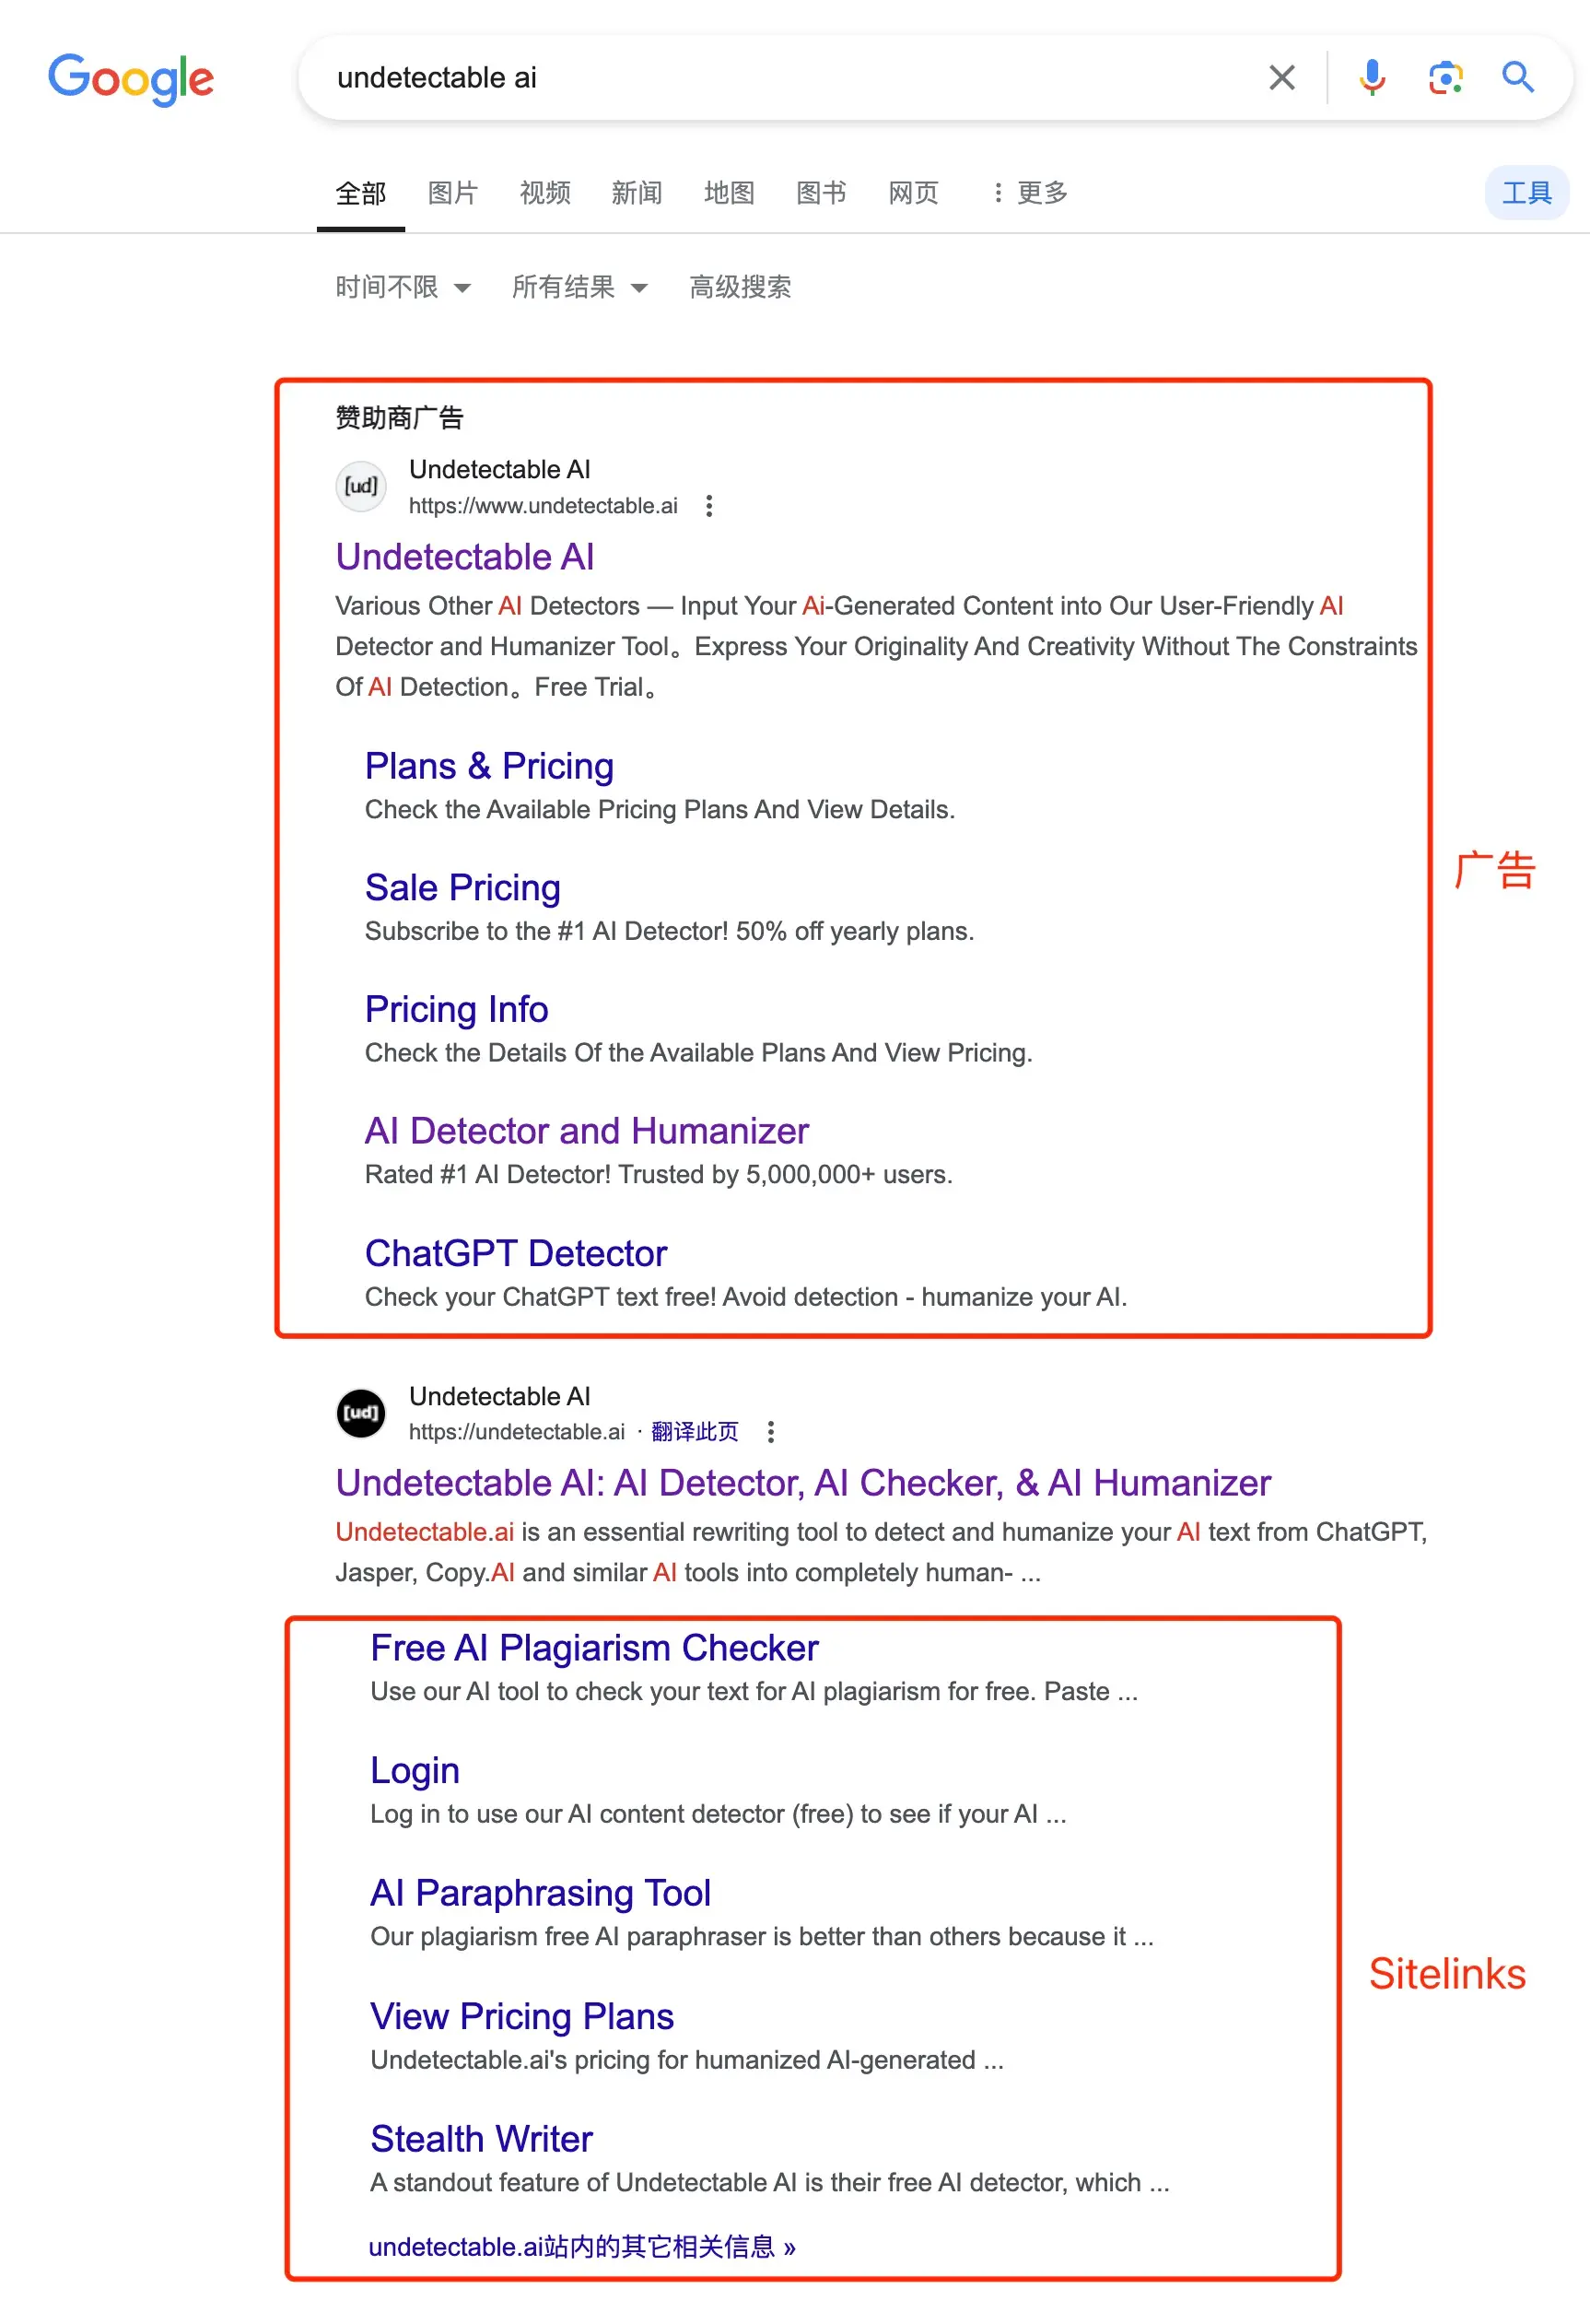 Google
undetectable ai
全部 图片 视频 新闻 地图 图书 网页 更多 工具
时间不限 所有结果 高级搜索
赞助商广告
[ud]
Undetectable AI
https://www.undetectable.ai
Undetectable AI
Various Other AI Detectors — Input Your Ai-Generated Content into Our User-Friendly AI
Detector and Humanizer Tool。Express Your Originality And Creativity Without The Constraints
Of AI Detection。Free Trial。
Plans & Pricing
Check the Available Pricing Plans And View Details.
广告
Sale Pricing
Subscribe to the #1 AI Detector! 50% off yearly plans.
Pricing Info
Check the Details Of the Available Plans And View Pricing.
AI Detector and Humanizer
Rated #1 AI Detector! Trusted by 5,000,000+ users.
ChatGPT Detector
Check your ChatGPT text free! Avoid detection - humanize your AI.
[ud]
Undetectable AI
https://undetectable.ai · 翻译此页
Undetectable AI: AI Detector, AI Checker, & AI Humanizer
Undetectable.ai is an essential rewriting tool to detect and humanize your AI text from ChatGPT,
Jasper, Copy.AI and similar AI tools into completely human- ...
Free AI Plagiarism Checker
Use our AI tool to check your text for AI plagiarism for free. Paste ...
Login
Log in to use our AI content detector (free) to see if your AI ...
AI Paraphrasing Tool
Our plagiarism free AI paraphraser is better than others because it ...
Sitelinks
View Pricing Plans
Undetectable.ai's pricing for humanized AI-generated ...
Stealth Writer
A standout feature of Undetectable AI is their free AI detector, which ...
undetectable.ai站内的其它相关信息 »